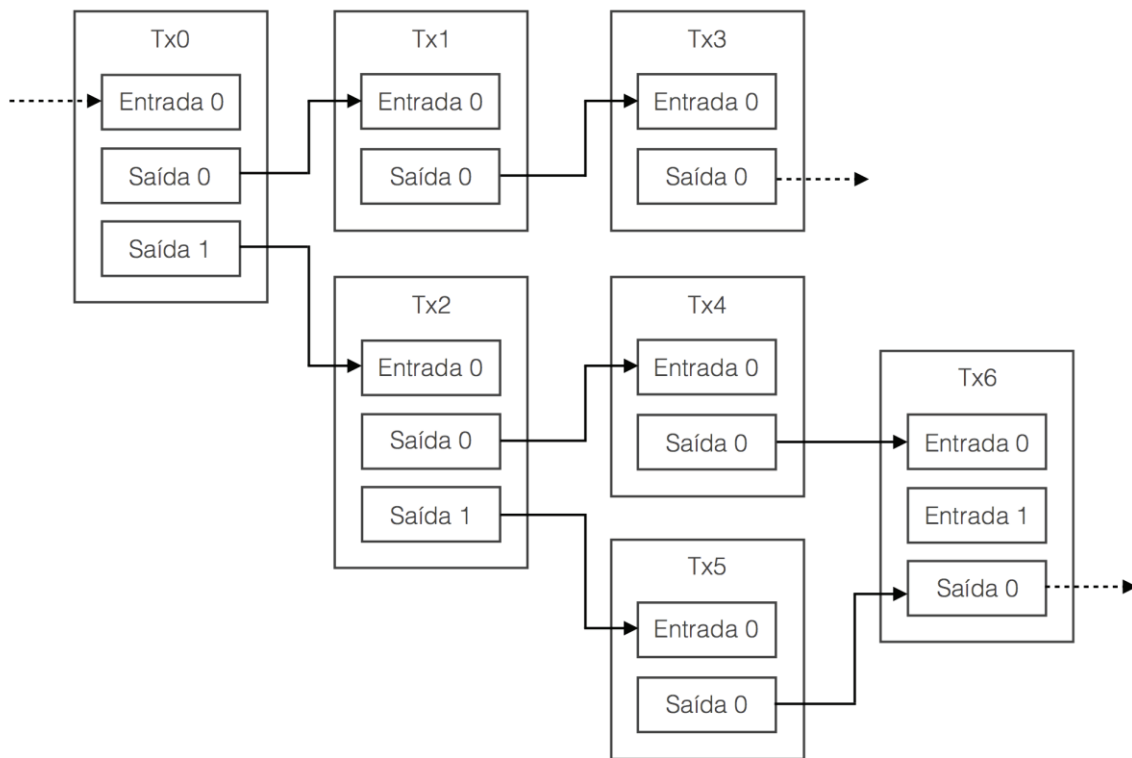 Tx0
Entrada 0
Saída 0
Saída 1
Tx1
Entrada 0
Saída 0
Tx3
Entrada 0
Saída 0
Tx2
Entrada 0
Saída 0
Saída 1
Tx4
Entrada 0
Saída 0
Tx5
Entrada 0
Saída 0
Tx6
Entrada 0
Entrada 1
Saída 0